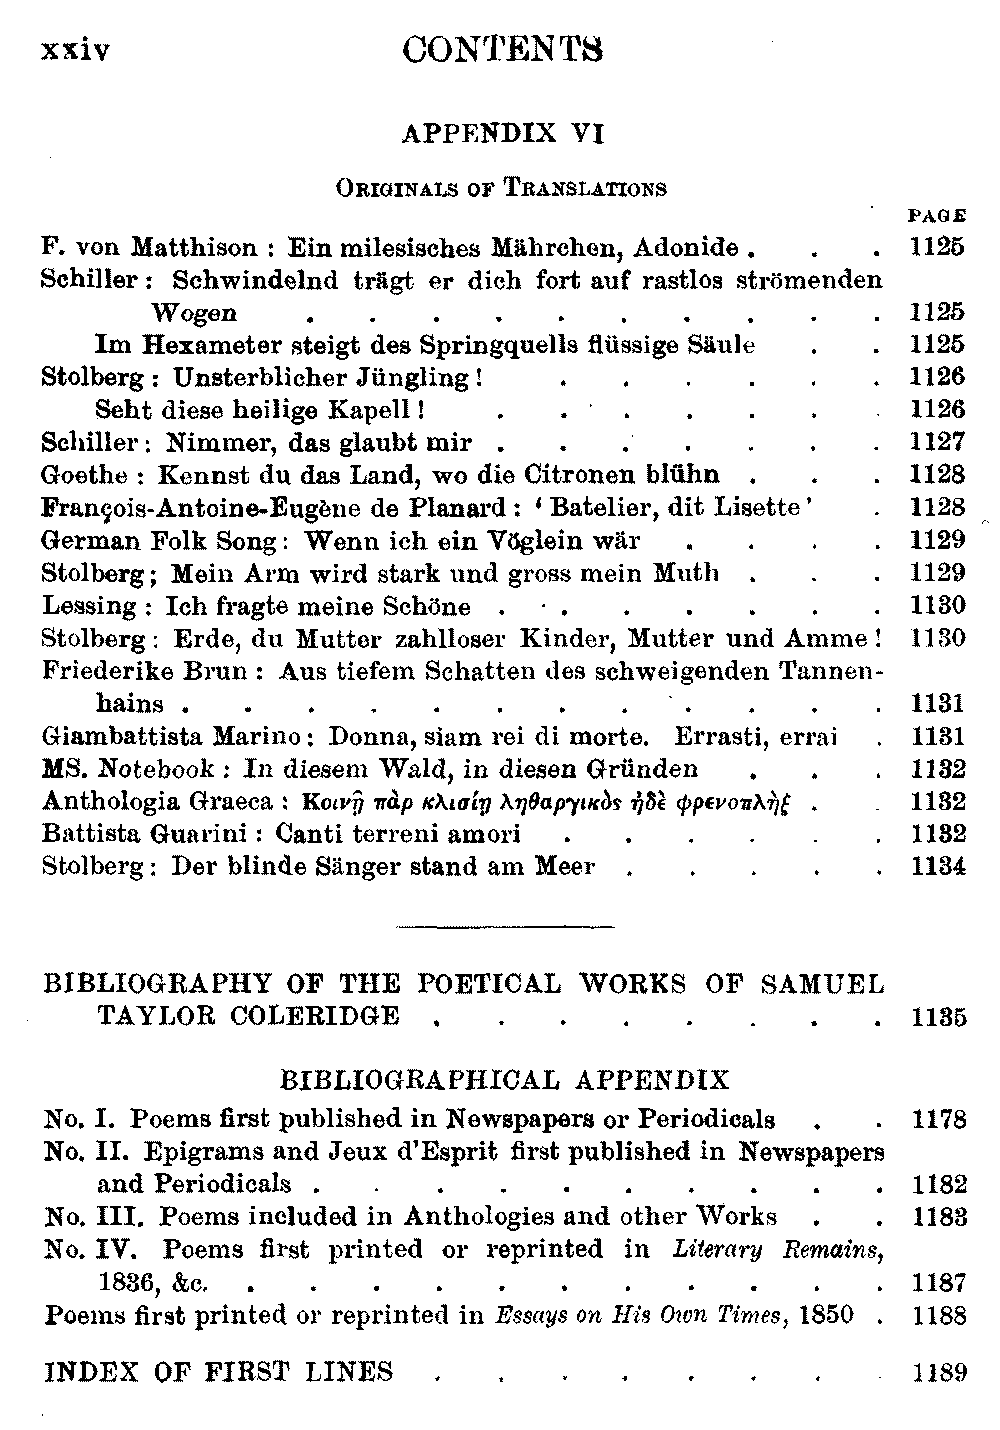 xxiv CONTENTS
APPENDIX VI
ORIGINALS OF TRANSLATIONS
PAGE
F. von Matthison : Ein milesisches Mährchen, Adonide . . . 1125
Schiller : Schwindelnd trägt er dich fort auf rastlos strömenden
Wogen . . . . . . . . . . 1125
Im Hexameter steigt des Springquells flüssige Säule . . 1125
Stolberg : Unsterblicher Jüngling ! . . . . . . 1126
Seht diese heilige Kapell ! . . . . . . . 1126
Schiller : Nimmer, das glaubt mir . . . . . . . 1127
Goethe : Kennst du das Land, wo die Citronen blühn . . . 1128
François-Antoine-Eugène de Planard : ‘ Batelier, dit Lisette ’ . 1128
German Folk Song : Wenn ich ein Vöglein wär . . . . 1129
Stolberg ; Mein Arm wird stark und gross mein Muth . . . 1129
Lessing : Ich fragte meine Schöne . . . . . . . 1130
Stolberg : Erde, du Mutter zahlloser Kinder, Mutter und Amme ! 1130
Friederike Brun : Aus tiefem Schatten des schweigenden Tannen-
hains . . . . . . . . . . . . 1131
Giambattista Marino : Donna, siam rei di morte. Errasti, errai . 1131
MS. Notebook : In diesem Wald, in diesen Gründen . . . 1132
Anthologia Graeca : Κοινῇ πὰρ κλισίῃ ληθαργικὸς ἠδὲ φρενοπλὴξ . . 1132
Battista Guarini : Canti terreni amori . . . . . . 1132
Stolberg : Der blinde Sänger stand am Meer . . . . . 1134
BIBLIOGRAPHY OF THE POETICAL WORKS OF SAMUEL
TAYLOR COLERIDGE . . . . . . . . 1135
BIBLIOGRAPHICAL APPENDIX
No. I. Poems first published in Newspapers or Periodicals . . 1178
No. II. Epigrams and Jeux d'Esprit first published in Newspapers
and Periodicals . . . . . . . . . . 1182
No. III. Poems included in Anthologies and other Works . . 1183
No. IV. Poems first printed or reprinted in Literary Remains,
1836, &c. . . . . . . . . . . . 1187
Poems first printed or reprinted in Essays on His Own Times, 1850 . 1188
INDEX OF FIRST LINES . . . . . . . . 1189